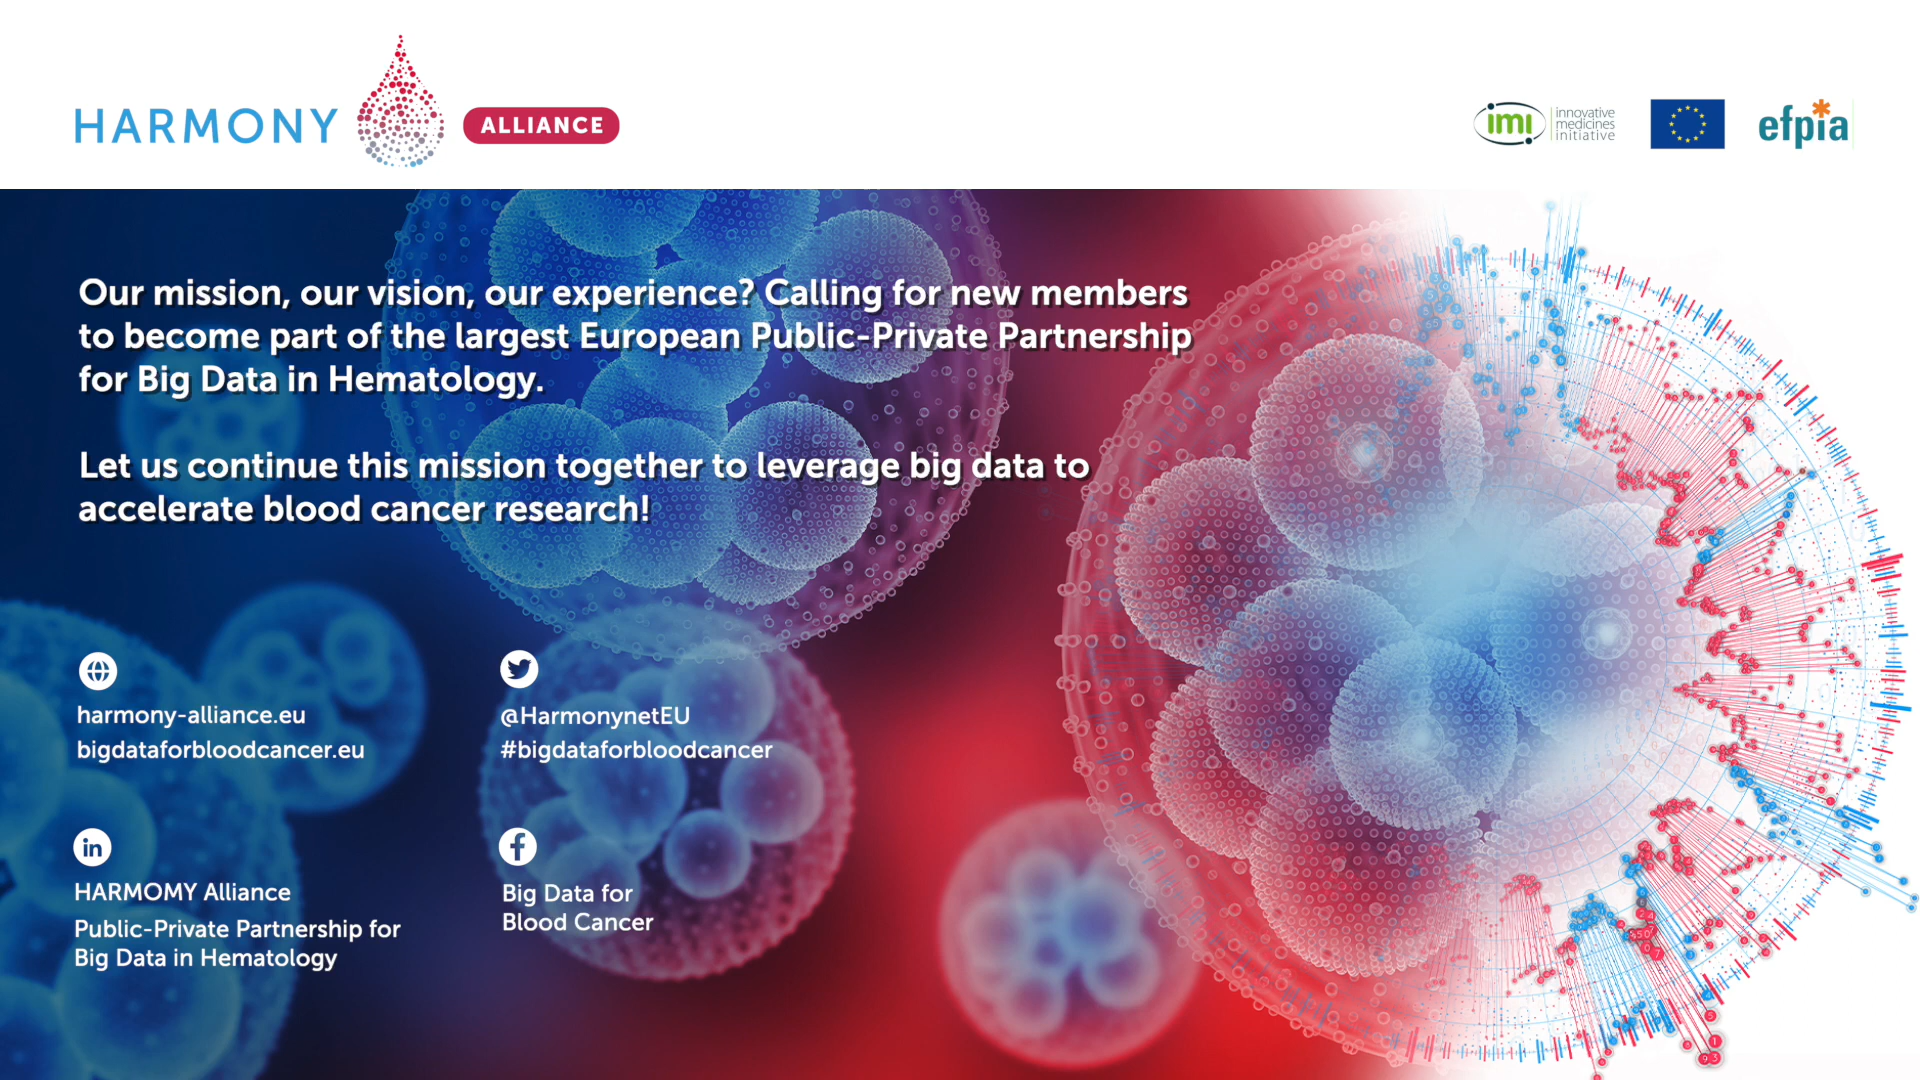 HARMONY ALLIANCE
imi innovative
medicines
initiative
efpia
Our mission, our vision, our experience? Calling for new members
to become part of the largest European Public-Private Partnership
for Big Data in Hematology.
Let us continue this mission together to leverage big data to
accelerate blood cancer research!
harmony-alliance.eu
bigdataforbloodcancer.eu
@HarmonynetEU
#bigdataforbloodcancer
in
HARMOMY Alliance
Public-Private Partnership for
Big Data in Hematology
f
Big Data for
Blood Cancer